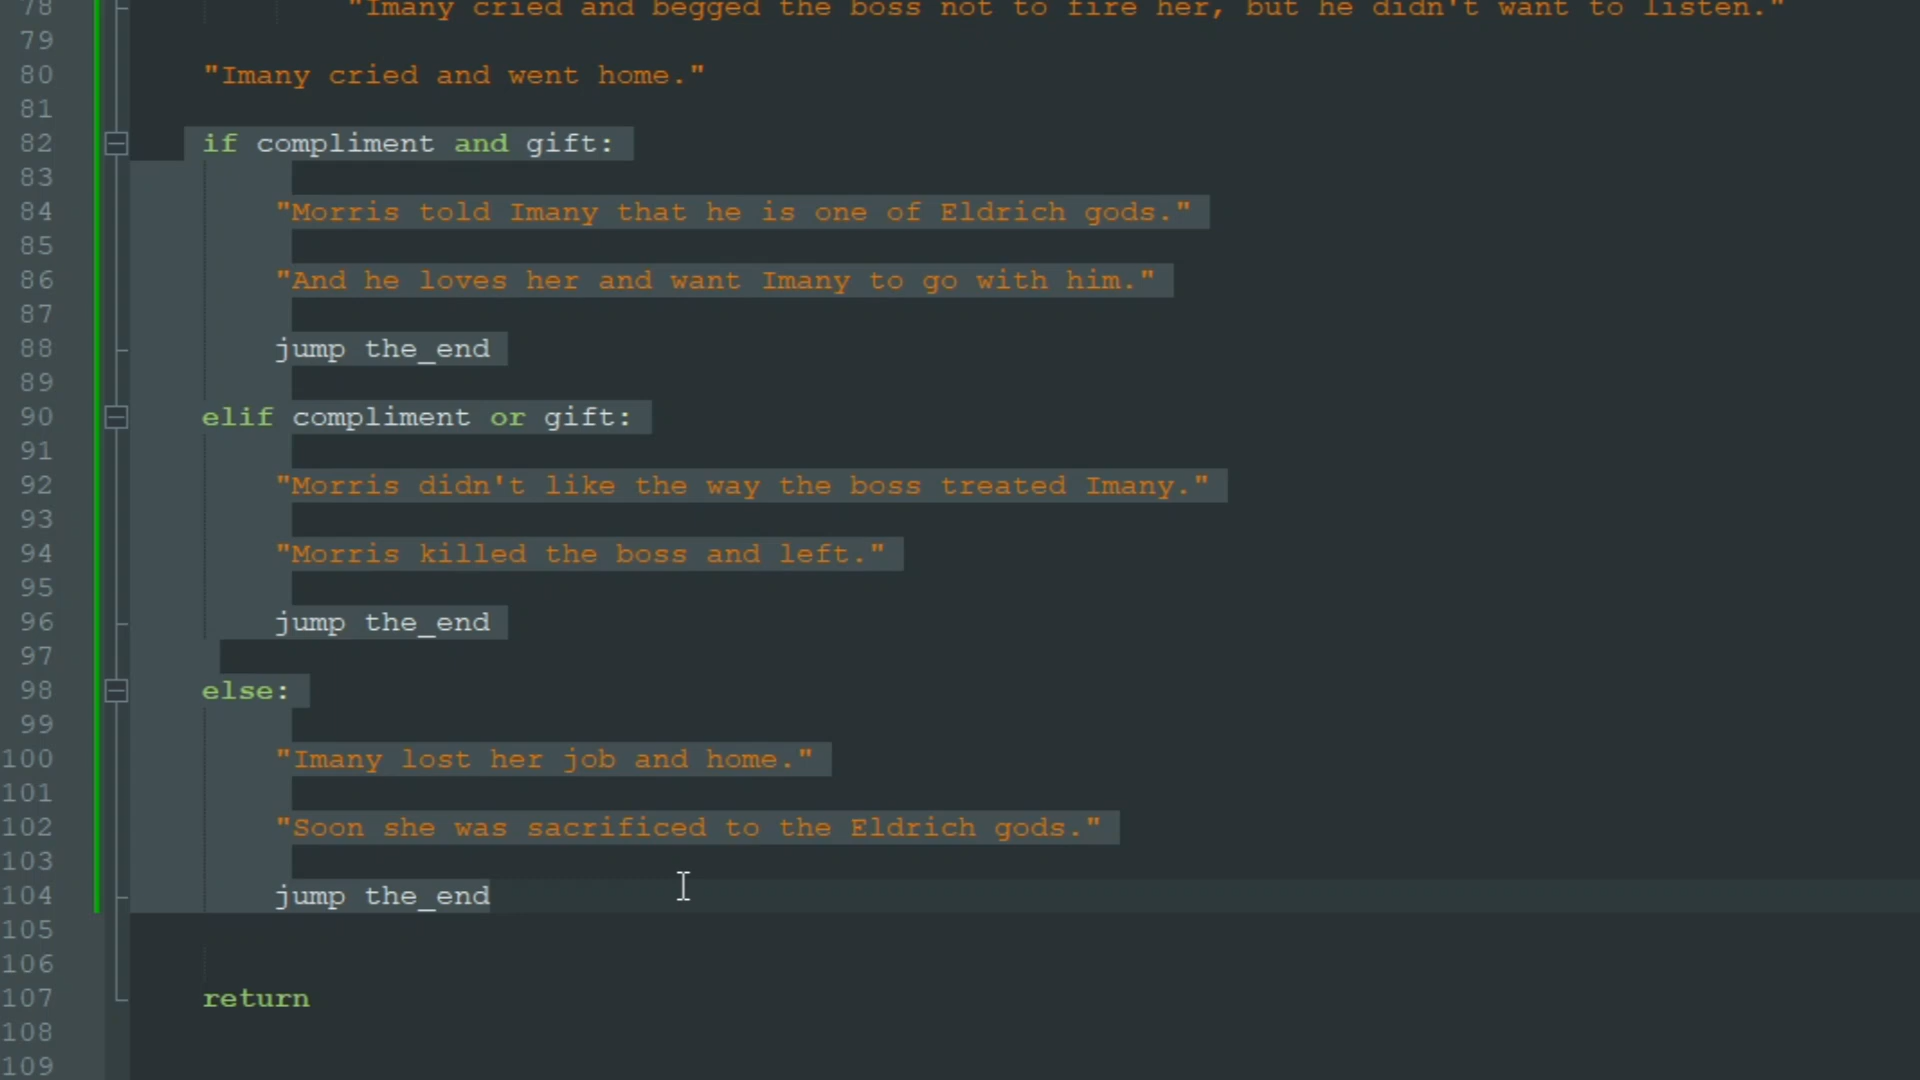 78 "Imany cried and begged the boss not to fire her, but he didn't want to listen."
79
80 "Imany cried and went home."
81
82 if compliment and gift:
83
84 "Morris told Imany that he is one of Eldrich gods."
85
86 "And he loves her and want Imany to go with him."
87
88 jump the_end
89
90 elif compliment or gift:
91
92 "Morris didn't like the way the boss treated Imany."
93
94 "Morris killed the boss and left."
95
96 jump the_end
97
98 else:
99
100 "Imany lost her job and home."
101
102 "Soon she was sacrificed to the Eldrich gods."
103
104 jump the_end
105
106
107 return
108
109